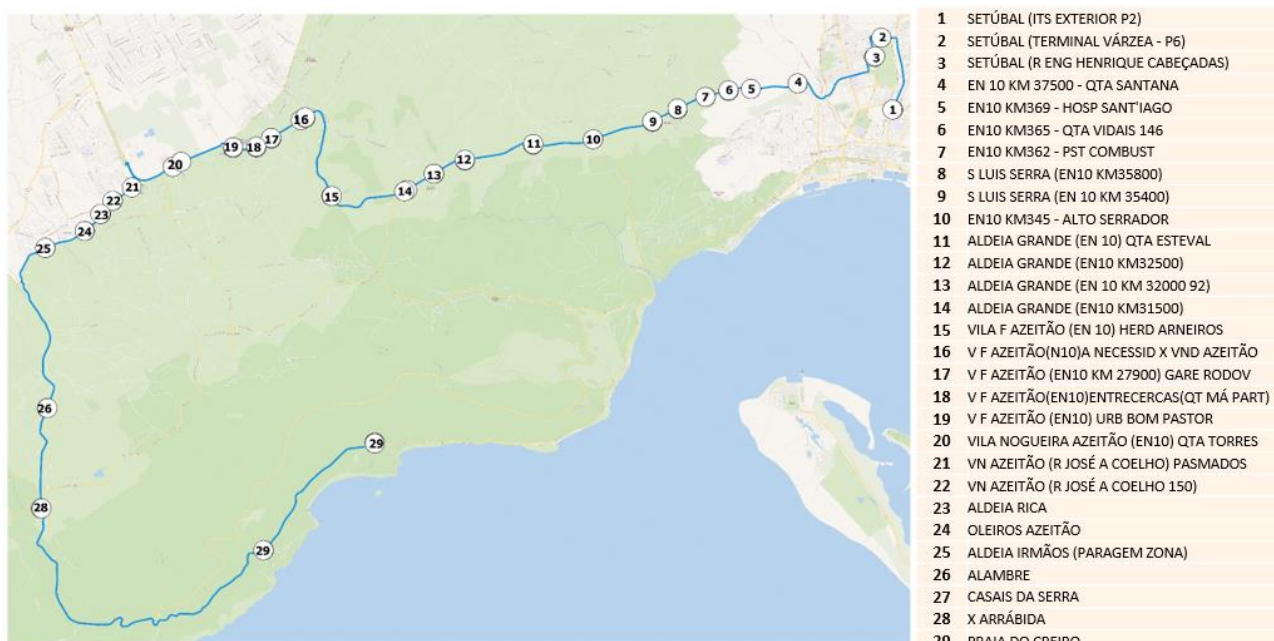 1 SETÚBAL (ITS EXTERIOR P2)
2 SETÚBAL (TERMINAL VÁRZEA - P6)
3 SETÚBAL (R ENG HENRIQUE CABEÇADAS)
4 EN 10 KM 37500 - QTA SANTANA
5 EN10 KM369 - HOSP SANT'IAGO
6 EN10 KM365 - QTA VIDAIS 146
7 EN10 KM362 - PST COMBUST
8 S LUIS SERRA (EN10 KM35800)
9 S LUIS SERRA (EN 10 KM 35400)
10 EN10 KM345 - ALTO SERRADOR
11 ALDEIA GRANDE (EN 10) QTA ESTEVAL
12 ALDEIA GRANDE (EN10 KM32500)
13 ALDEIA GRANDE (EN 10 KM 32000 92)
14 ALDEIA GRANDE (EN10 KM31500)
15 VILA F AZEITÃO (EN 10) HERD ARNEIROS
16 V F AZEITÃO(N10)A NECESSID X VND AZEITÃO
17 V F AZEITÃO (EN10 KM 27900) GARE RODOV
18 V F AZEITÃO(EN10)ENTRECERCAS(QT MÁ PART)
19 V F AZEITÃO (EN10) URB BOM PASTOR
20 VILA NOGUEIRA AZEITÃO (EN10) QTA TORRES
21 VN AZEITÃO (R JOSÉ A COELHO) PASMADOS
22 VN AZEITÃO (R JOSÉ A COELHO 150)
23 ALDEIA RICA
24 OLEIROS AZEITÃO
25 ALDEIA IRMÃOS (PARAGEM ZONA)
26 ALAMBRE
27 CASAIS DA SERRA
28 X ARRÁBIDA
29 PRAIA DO CREIRO
2
3
1
4
5
6
7
8
9
10
11
12
13
14
15
16
17
18
19
20
21
22
23
24
25
26
28
29
29